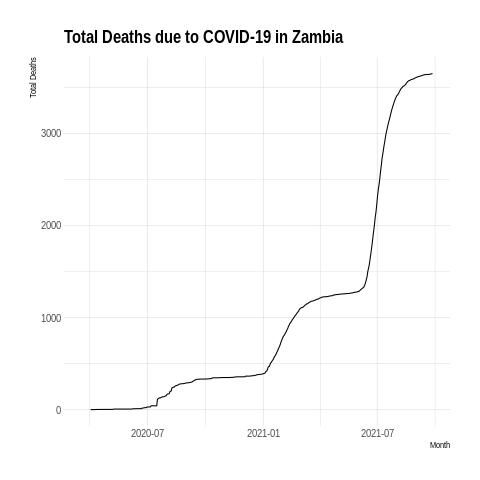 Total Deaths due to COVID-19 in Zambia
Total Deaths
3000
2000
1000
0
2020-07
2021-01
2021-07
Month